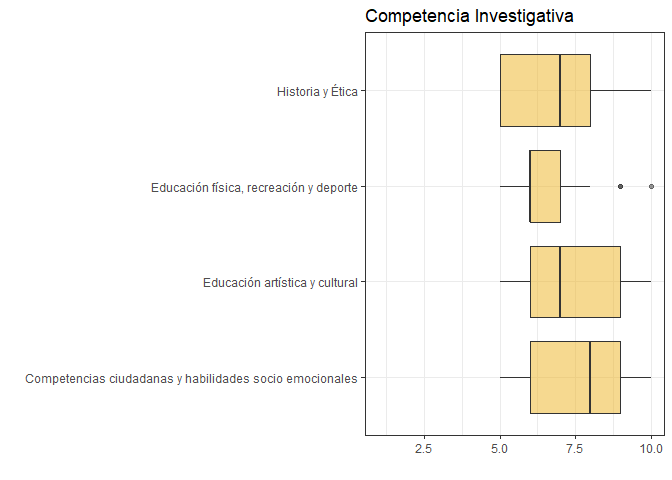 Competencia Investigativa
Historia y Ética
Educación física, recreación y deporte
Educación artística y cultural
Competencias ciudadanas y habilidades socio emocionales
2.5 5.0 7.5 10.0